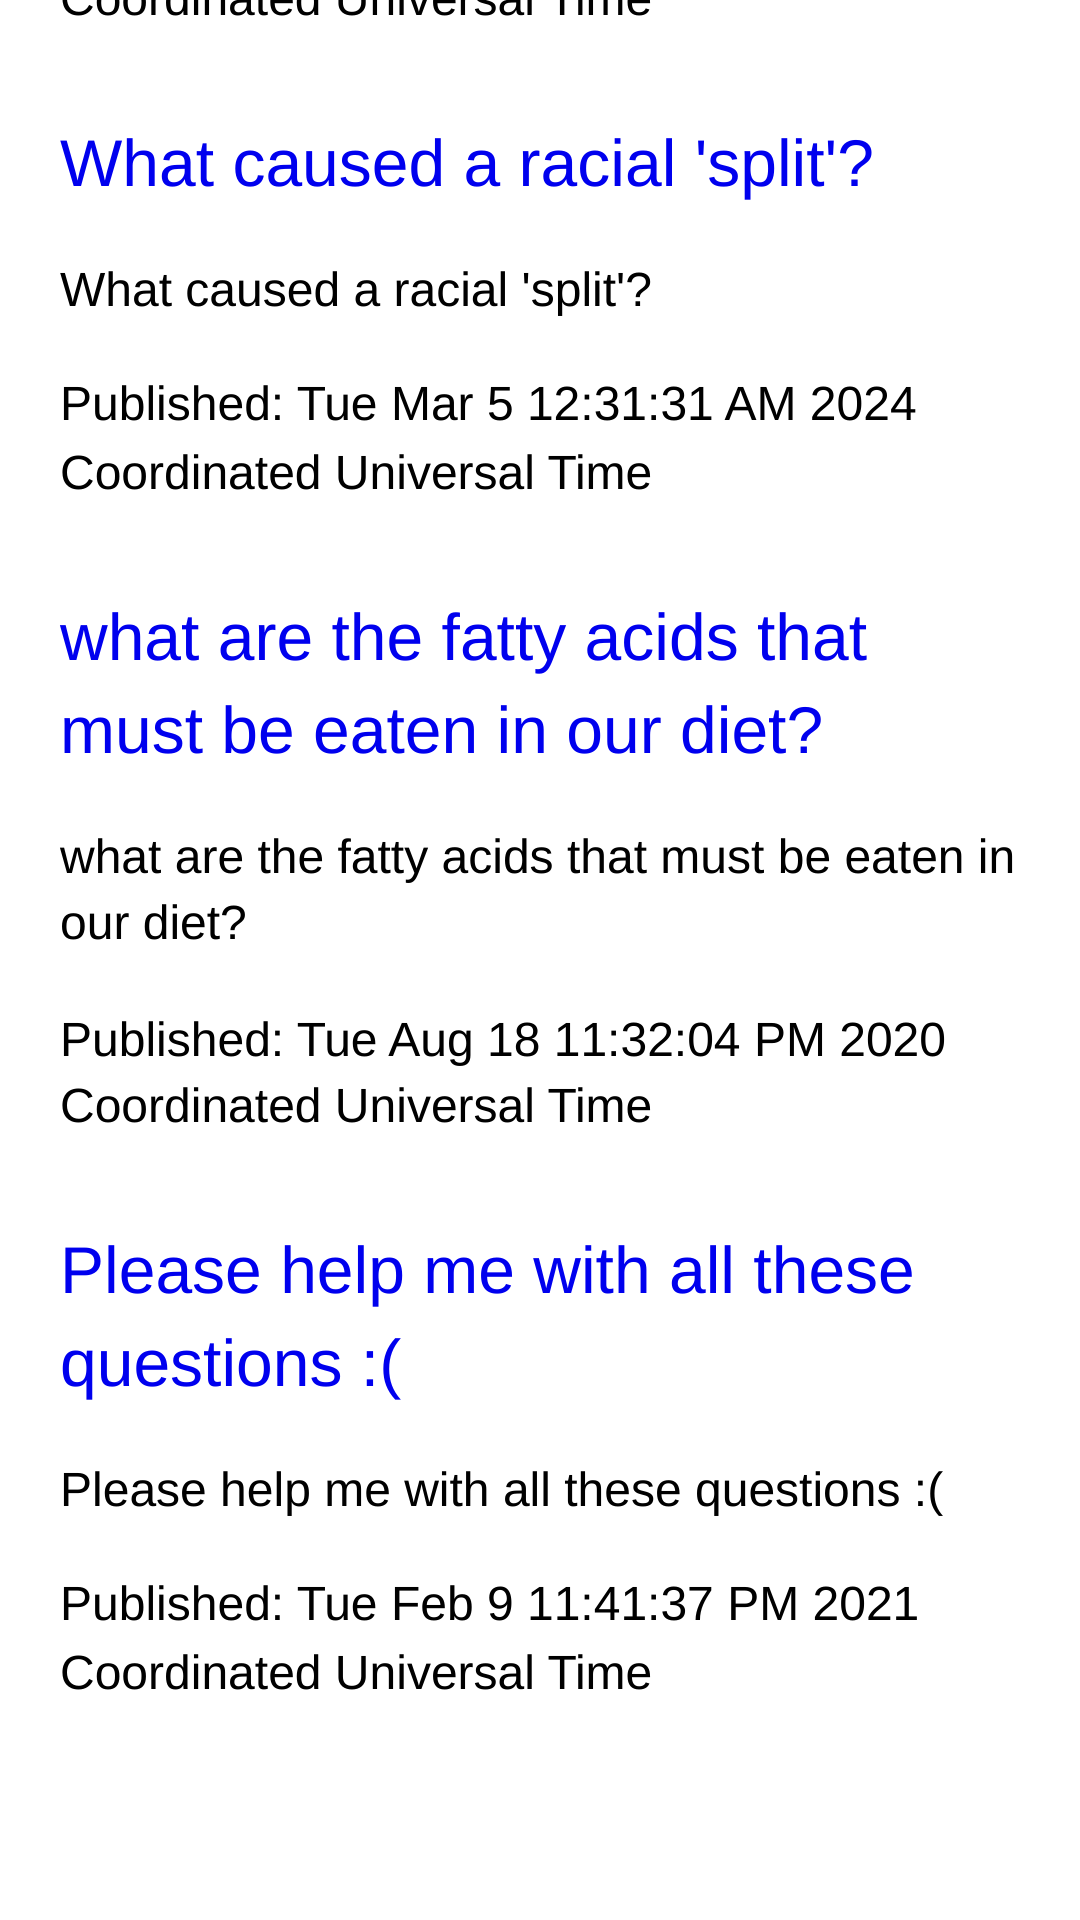 Coordinated Universal Time
What caused a racial 'split'?
What caused a racial 'split'?
Published: Tue Mar 5 12:31:31 AM 2024
Coordinated Universal Time
what are the fatty acids that
must be eaten in our diet?
what are the fatty acids that must be eaten in
our diet?
Published: Tue Aug 18 11:32:04 PM 2020
Coordinated Universal Time
Please help me with all these
questions :(
Please help me with all these questions :(
Published: Tue Feb 9 11:41:37 PM 2021
Coordinated Universal Time